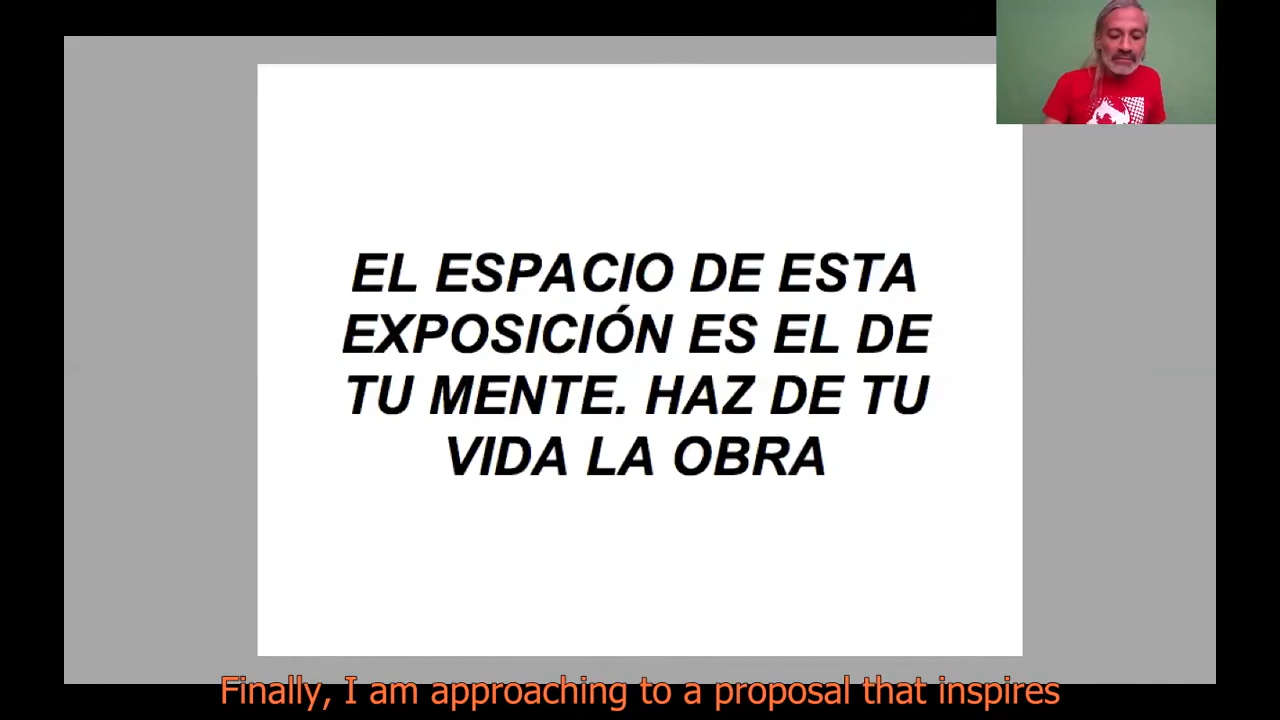 EL ESPACIO DE ESTA
EXPOSICIÓN ES EL DE
TU MENTE. HAZ DE TU
VIDA LA OBRA
Finally, I am approaching to a proposal that inspires